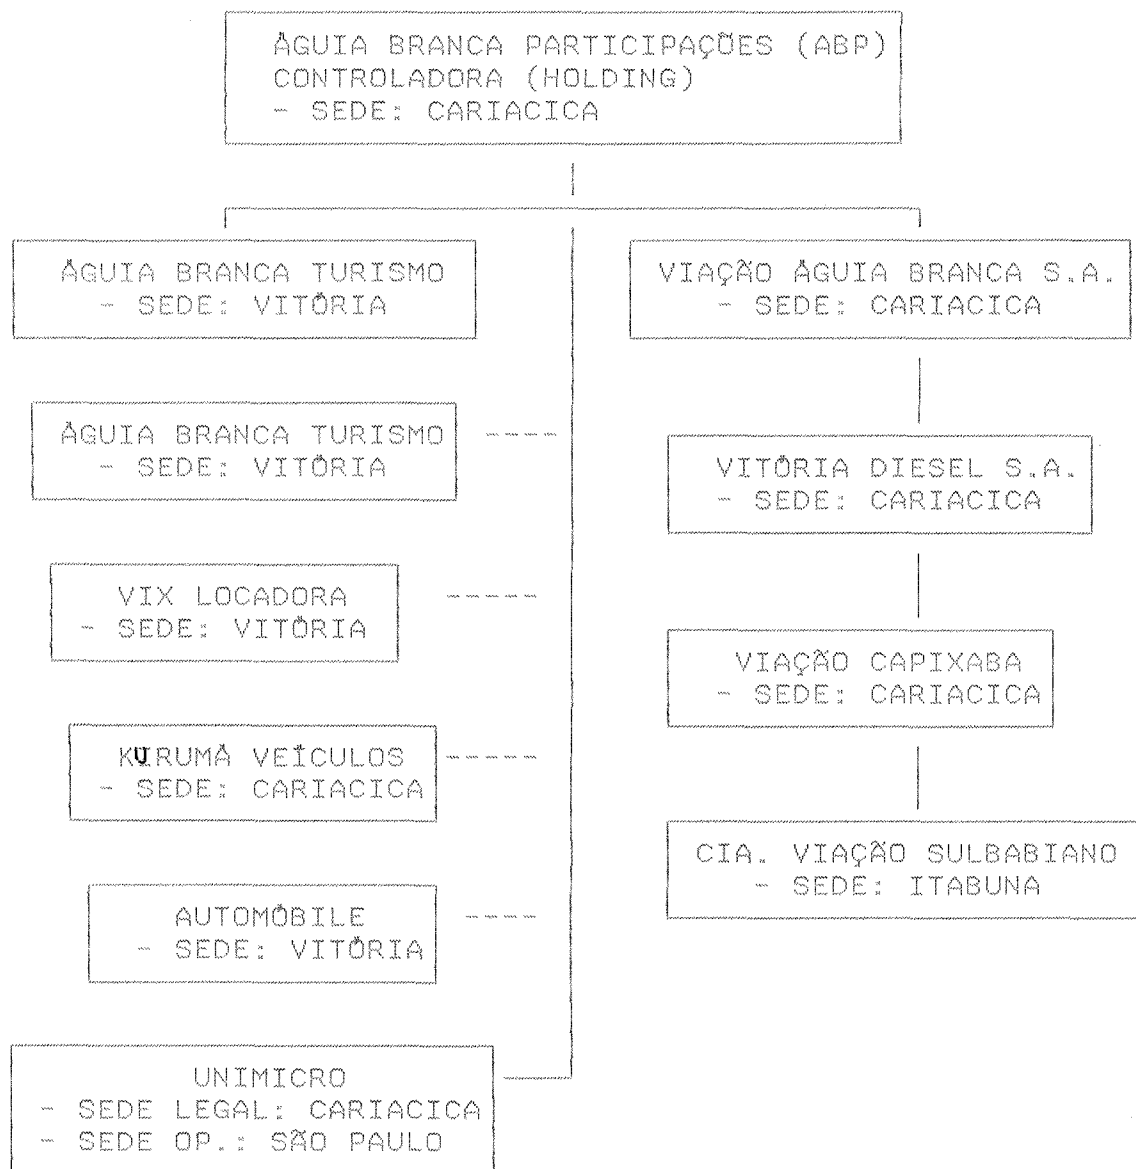 ÁGUIA BRANCA PARTICIPAÇÕES (ABP)
CONTROLADORA (HOLDING)
- SEDE: CARIACICA
ÁGUIA BRANCA TURISMO
- SEDE: VITÓRIA
VIAÇÃO ÁGUIA BRANCA S.A.
- SEDE: CARIACICA
ÁGUIA BRANCA TURISMO
- SEDE: VITÓRIA
VITÓRIA DIESEL S.A.
- SEDE: CARIACICA
VIX LOCADORA
- SEDE: VITÓRIA
VIAÇÃO CAPIXABA
- SEDE: CARIACICA
KURUMÁ VEÍCULOS
- SEDE: CARIACICA
CIA. VIAÇÃO SULBABIANO
- SEDE: ITABUNA
AUTOMÓBILE
- SEDE: VITÓRIA
UNIMICRO
- SEDE LEGAL: CARIACICA
- SEDE OP.: SÃO PAULO